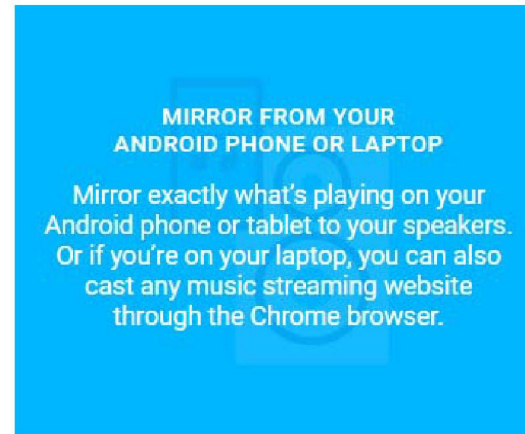 MIRROR FROM YOUR
ANDROID PHONE OR LAPTOP
Mirror exactly what's playing on your
Android phone or tablet to your speakers.
Or if you're on your laptop, you can also
cast any music streaming website
through the Chrome browser.